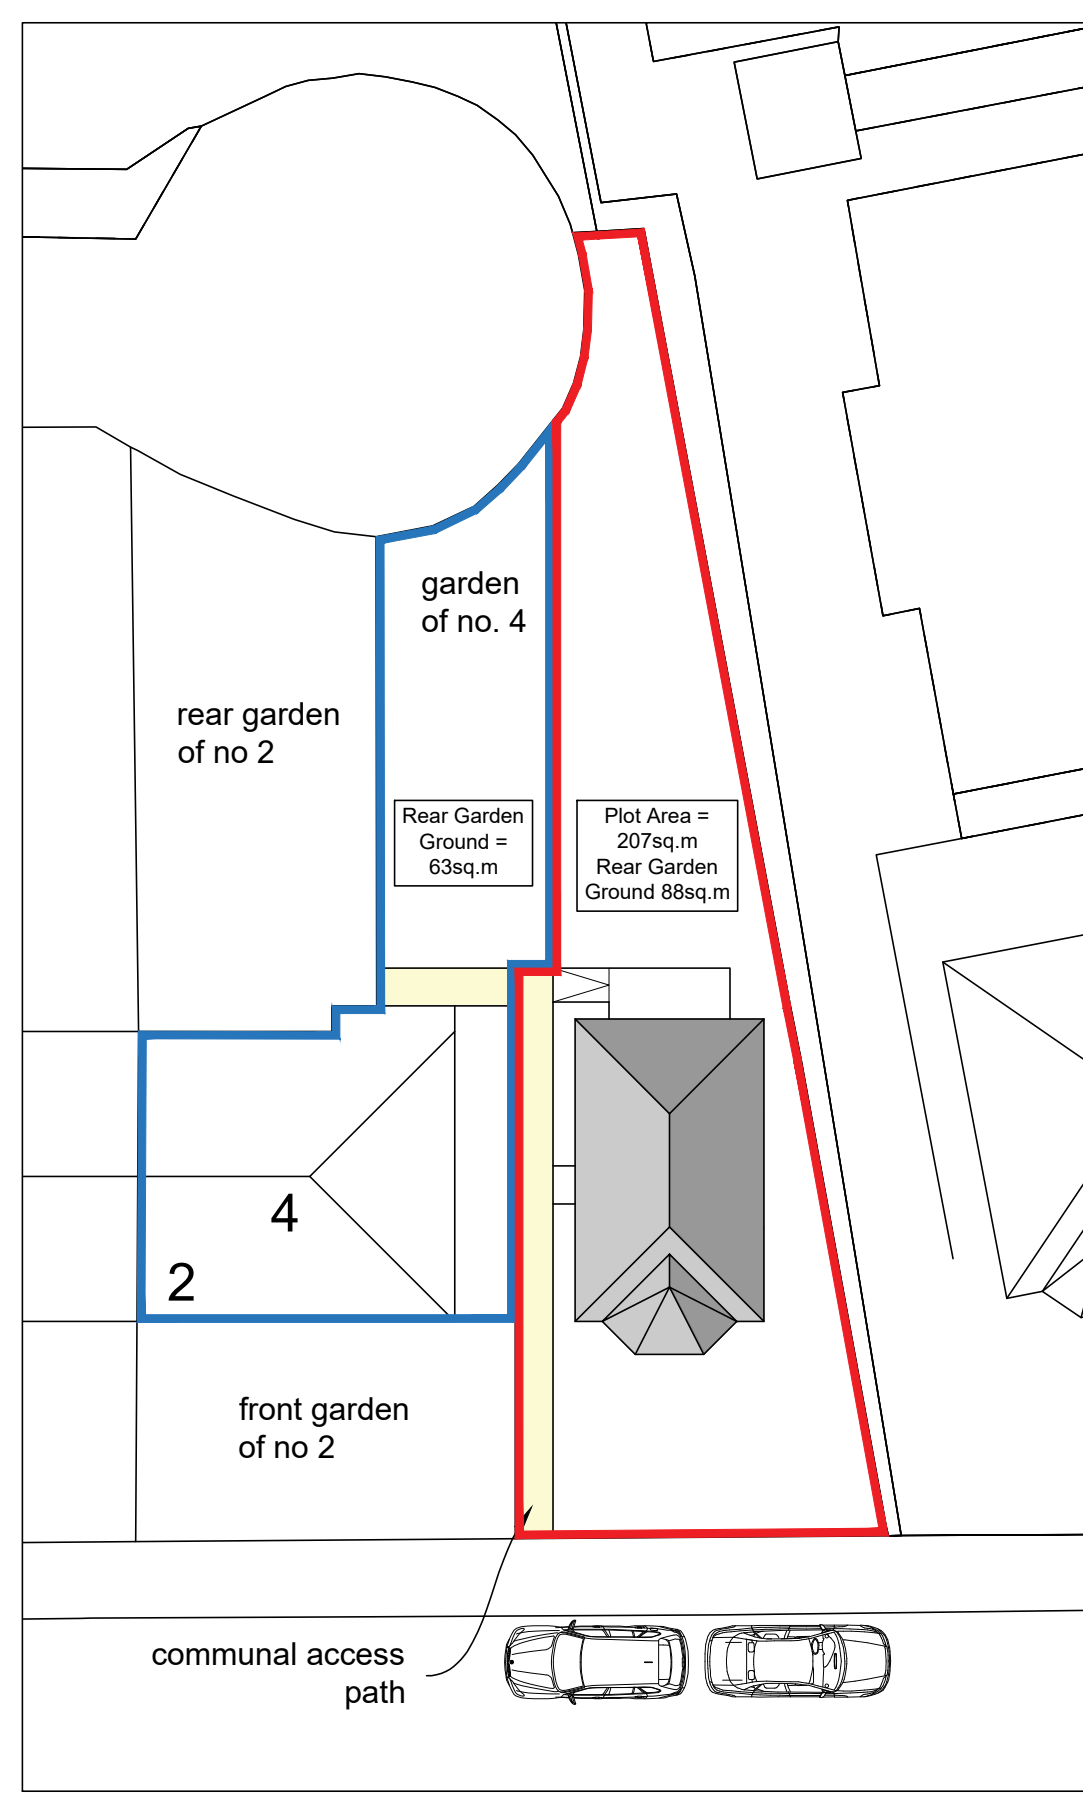 garden
of no. 4
rear garden
of no 2
Rear Garden
Ground =
63sq.m
Plot Area =
207sq.m
Rear Garden
Ground 88sq.m
4
2
front garden
of no 2
communal access
path